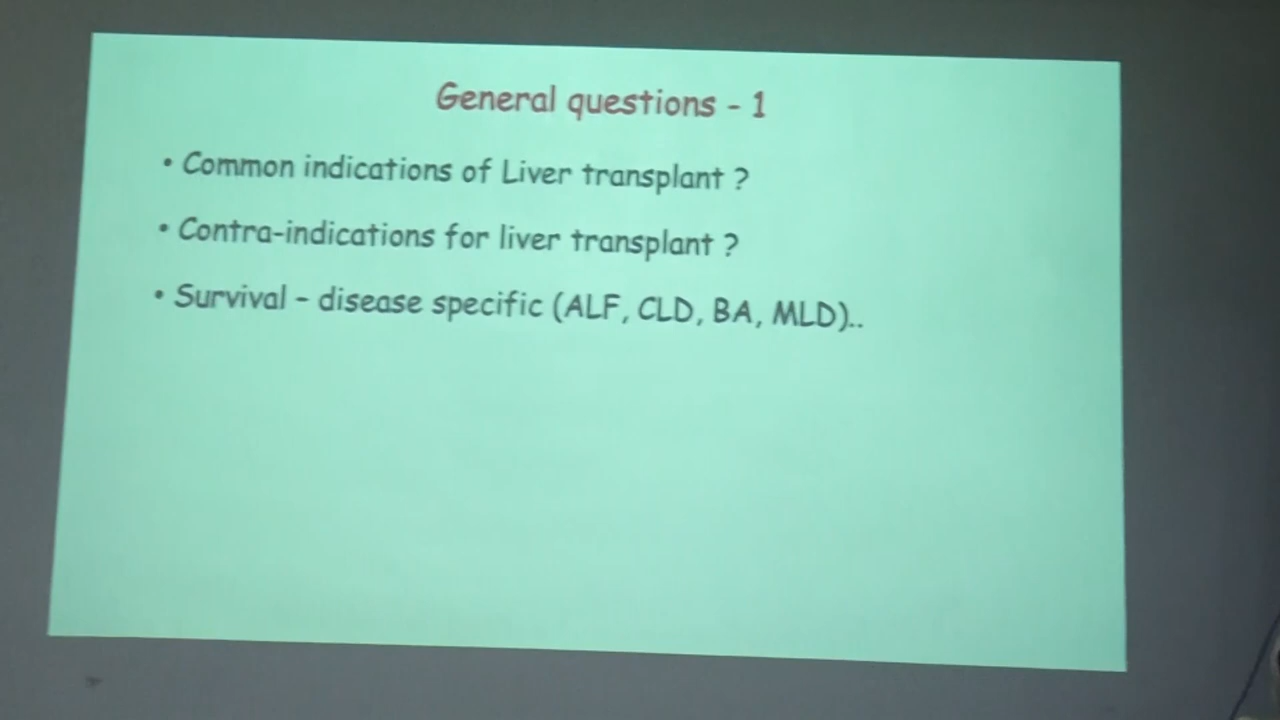 General questions - 1
• Common indications of Liver transplant ?
• Contra-indications for liver transplant ?
• Survival - disease specific (ALF, CLD, BA, MLD)..